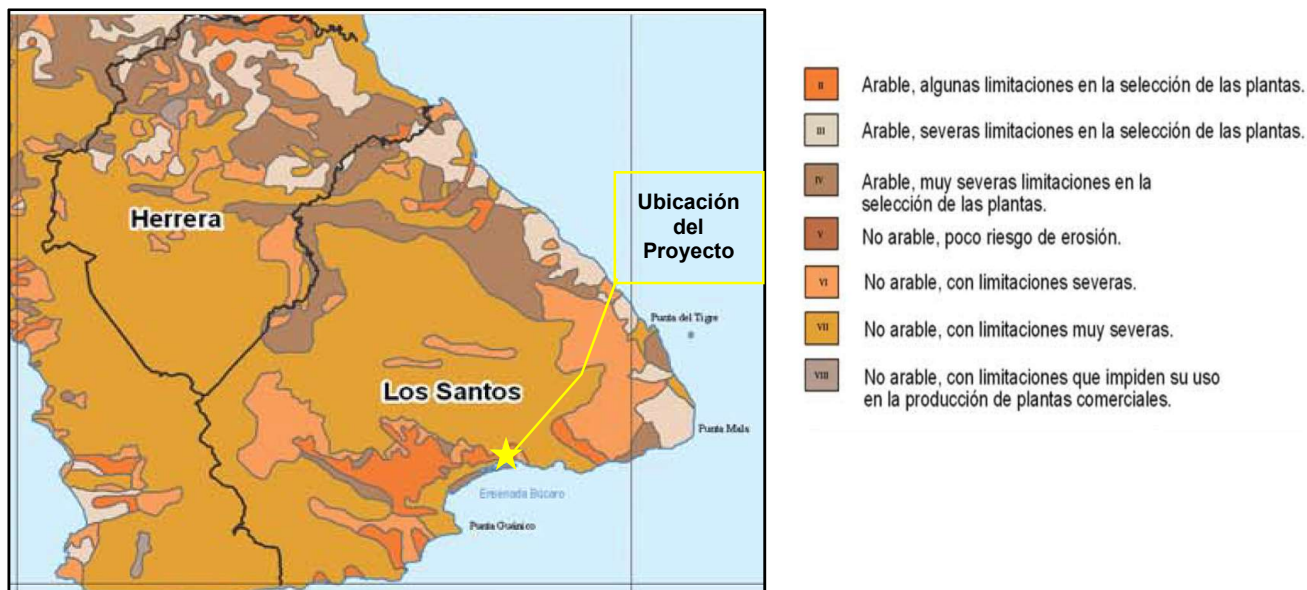 Herrera
Ubicación
del
Proyecto
Punta del Tigre
Los Santos
Punta Mala
Ensenada Búcaro
Punta Guánico
II Arable, algunas limitaciones en la selección de las plantas.
III Arable, severas limitaciones en la selección de las plantas.
IV Arable, muy severas limitaciones en la
selección de las plantas.
V No arable, poco riesgo de erosión.
VI No arable, con limitaciones severas.
VII No arable, con limitaciones muy severas.
VIII No arable, con limitaciones que impiden su uso
en la producción de plantas comerciales.